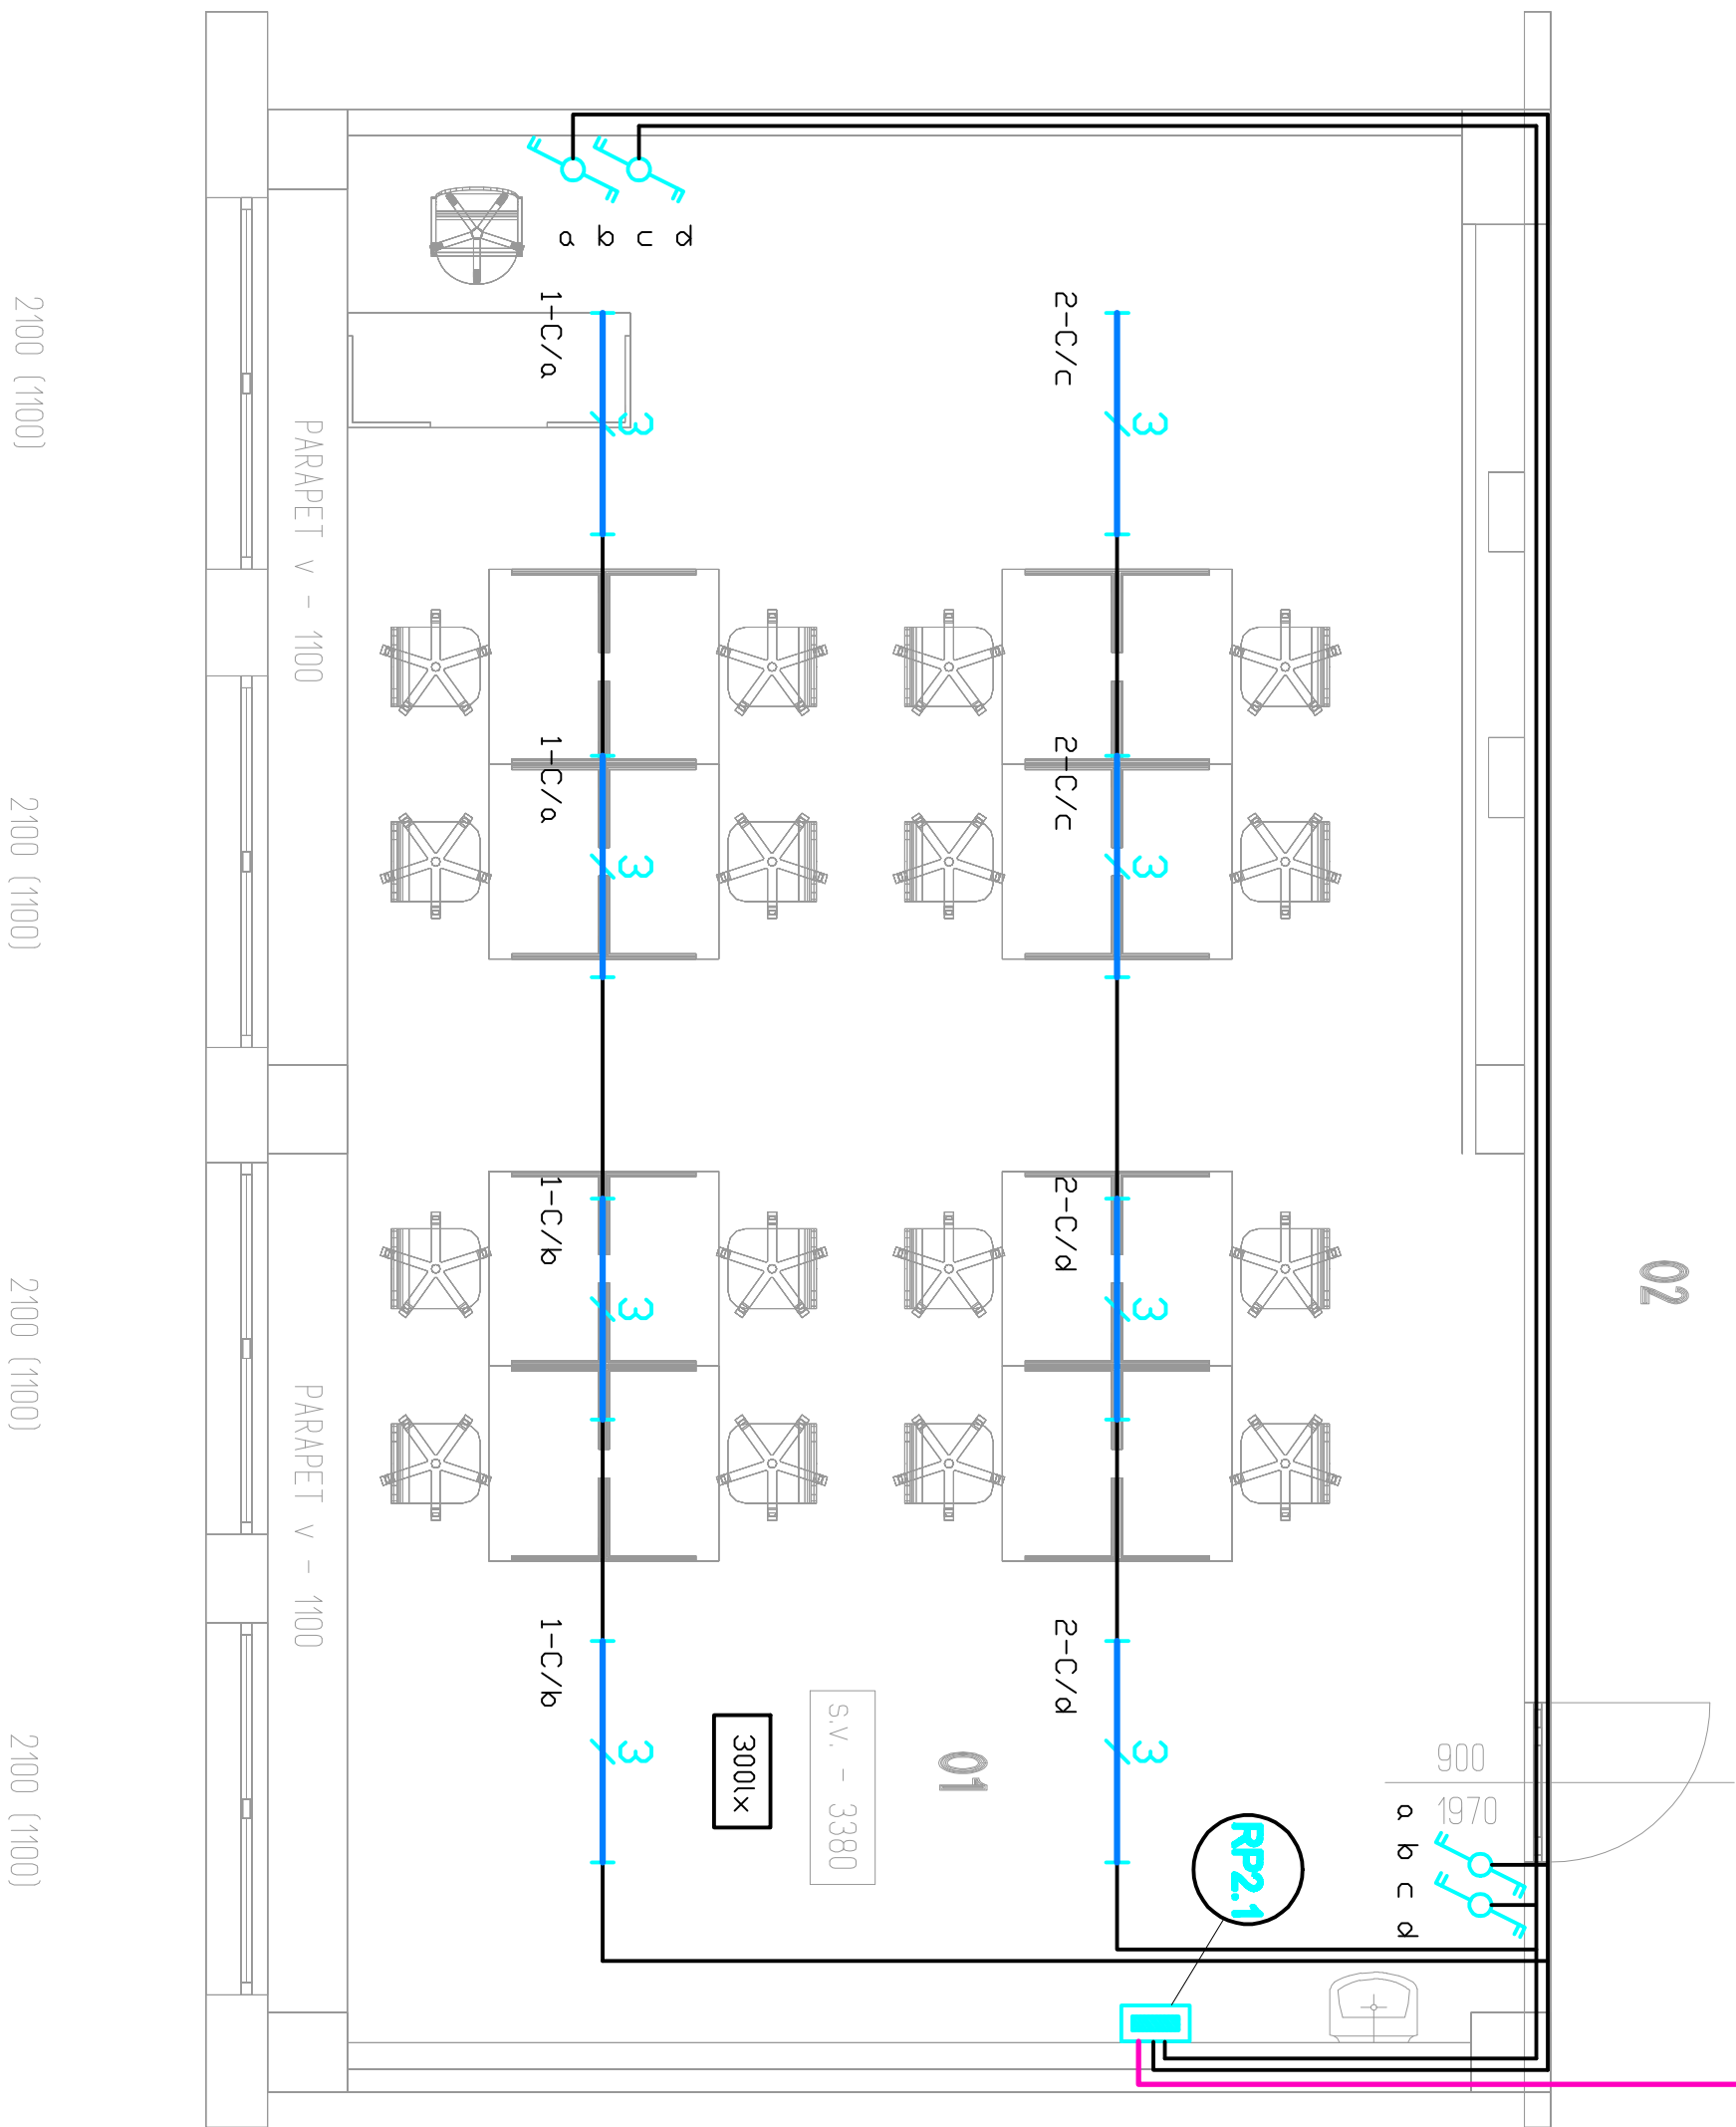 a b c d
1-C/a
2-C/c
3
3
2100 (1100)
PARAPET v - 1100
1-C/a
2-C/c
3
3
2100 (1100)
1-C/b
2-C/d
3
3
02
2100 (1100)
PARAPET v - 1100
1-C/b
2-C/d
3
3
300lx
S.V. - 3380
01
900
1970
a b c d
RP2.1
2100 (1100)